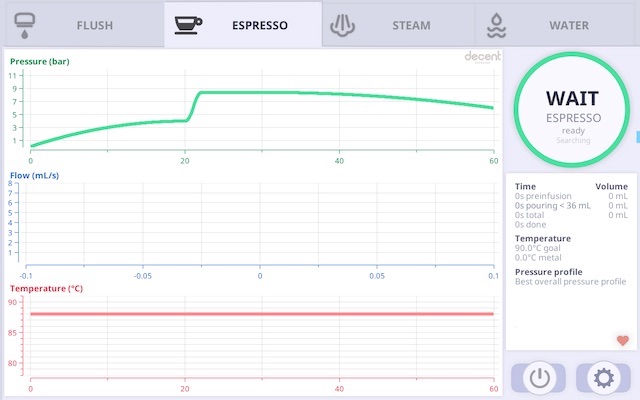 FLUSH
ESPRESSO
STEAM
WATER
Pressure (bar)
decent
11
9
7
5
3
1
0
20
40
60
Flow (mL/s)
8
7
6
5
4
3
2
1
-0.1
-0.05
0
0.05
0.1
Temperature (°C)
90
85
80
0
20
40
60
WAIT
ESPRESSO
ready
Searching
Time Volume
0s preinfusion 0 mL
0s pouring < 36 mL 0 mL
0s total 0 mL
0s done
Temperature
90.0°C goal
0.0°C metal
Pressure profile
Best overall pressure profile